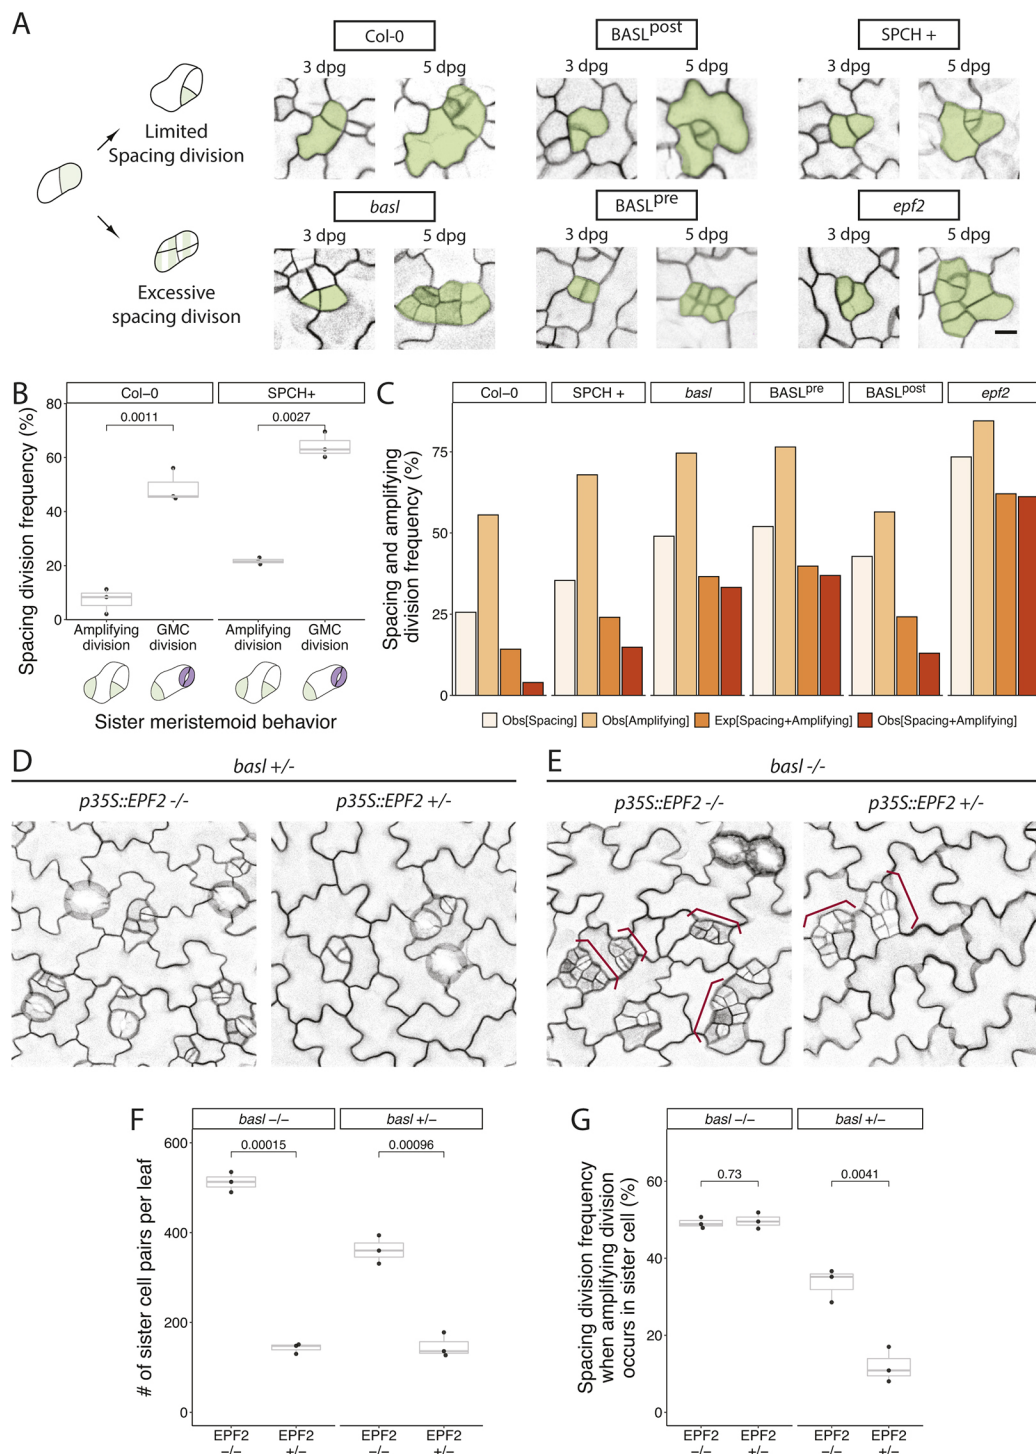 A
Col-0
BASLpost
SPCH +
3 dpg
5 dpg
3 dpg
5 dpg
3 dpg
5 dpg
Limited
Spacing division
basl
BASLpre
epf2
3 dpg
5 dpg
3 dpg
5 dpg
3 dpg
5 dpg
Excessive
spacing divison
B
Col–0
SPCH+
Spacing division frequency (%)
80
60
40
20
0
0.0011
0.0027
Amplifying
division
GMC
division
Amplifying
division
GMC
division
Sister meristemoid behavior
C
Col–0
SPCH +
basl
BASLpre
BASLpost
epf2
Spacing and amplifying
division frequency (%)
75
50
25
0
Obs[Spacing]
Obs[Amplifying]
Exp[Spacing+Amplifying]
Obs[Spacing+Amplifying]
D
basl +/-
p35S::EPF2 -/-
p35S::EPF2 +/-
E
basl -/-
p35S::EPF2 -/-
p35S::EPF2 +/-
F
basl –/–
basl +/–
# of sister cell pairs per leaf
600
400
200
0
0.00015
0.00096
EPF2
–/–
EPF2
+/–
EPF2
–/–
EPF2
+/–
G
basl –/–
basl +/–
Spacing division frequency
when amplifying division
occurs in sister cell (%)
60
40
20
0
0.73
0.0041
EPF2
–/–
EPF2
+/–
EPF2
–/–
EPF2
+/–